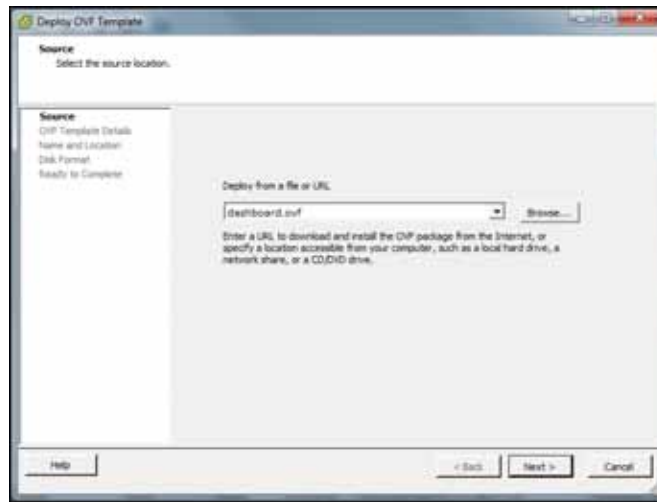 Deploy OVF Template
Source
Select the source location.
Source
OVF Template Details
Name and Location
Disk Format
Ready to Complete
Deploy from a file or URL
dashboard.ovf
Browse...
Enter a URL to download and install the OVF package from the Internet, or
specify a location accessible from your computer, such as a local hard drive, a
network share, or a CD/DVD drive.
Help
< Back
Next >
Cancel